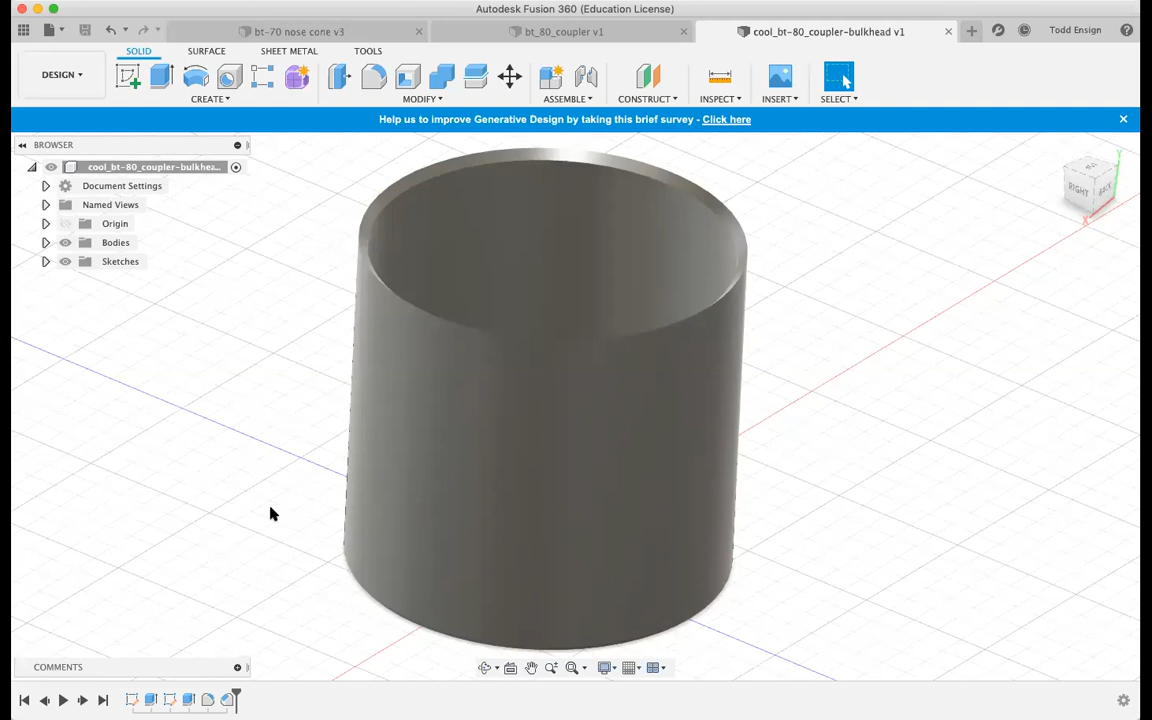 Autodesk Fusion 360 (Education License)
bt-70 nose cone v3
bt_80_coupler v1
cool_bt-80_coupler-bulkhead v1
Todd Ensign
SOLID
SURFACE
SHEET METAL
TOOLS
DESIGN
CREATE
MODIFY
ASSEMBLE
CONSTRUCT
INSPECT
INSERT
SELECT
Help us to improve Generative Design by taking this brief survey - Click here
BROWSER
cool_bt-80_coupler-bulkhea...
Document Settings
Named Views
Origin
Bodies
Sketches
Y
RIGHT
BACK
X
COMMENTS